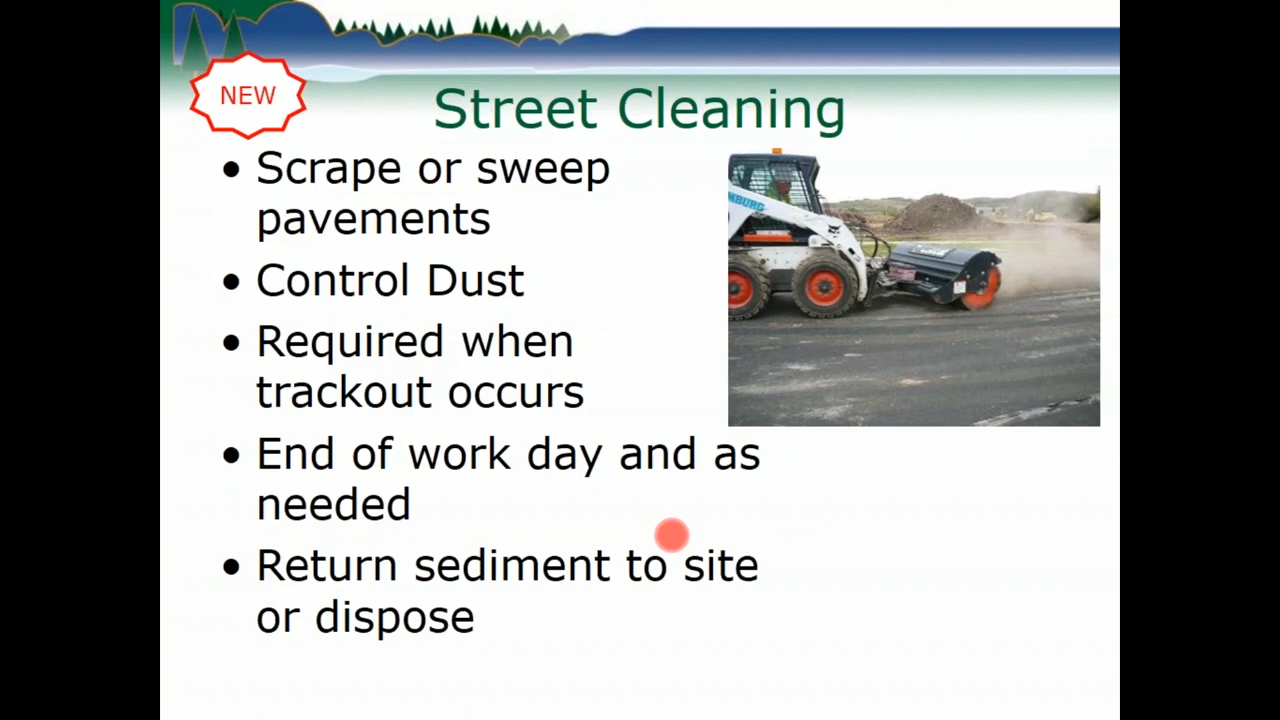 NEW
Street Cleaning
• Scrape or sweep
pavements
• Control Dust
• Required when
trackout occurs
• End of work day and as
needed
• Return sediment to site
or dispose
MBURG